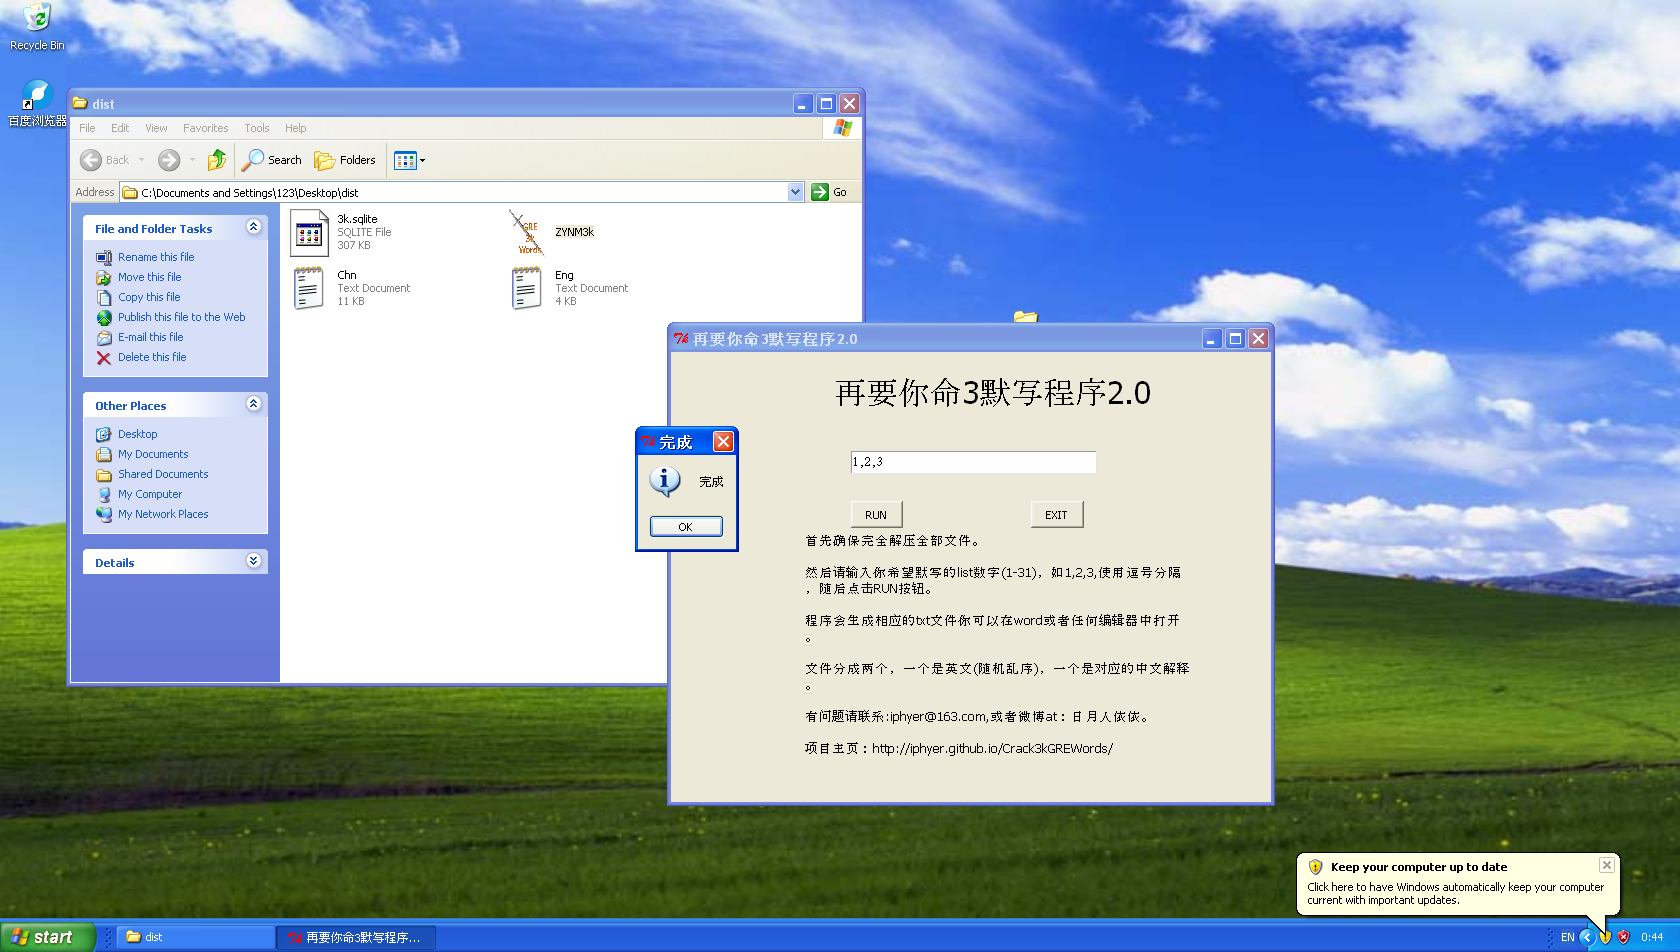 Recycle Bin
百度浏览器
dist
File Edit View Favorites Tools Help
Back Search Folders
Address C:\Documents and Settings\123\Desktop\dist Go
File and Folder Tasks
Rename this file
Move this file
Copy this file
Publish this file to the Web
E-mail this file
Delete this file
Other Places
Desktop
My Documents
Shared Documents
My Computer
My Network Places
Details
3k.sqlite
SQLITE File
307 KB
GRE
3k
Words
ZYNM3k
Chn
Text Document
11 KB
Eng
Text Document
4 KB
再要你命3默写程序2.0
再要你命3默写程序2.0
1,2,3
RUN EXIT
首先确保完全解压全部文件。
然后请输入你希望默写的list数字(1-31)，如1,2,3,使用逗号分隔
，随后点击RUN按钮。
程序会生成相应的txt文件你可以在word或者任何编辑器中打开
。
文件分成两个，一个是英文(随机乱序)，一个是对应的中文解释
。
有问题请联系:iphyer@163.com,或者微博at：日月人依依。
项目主页：http://iphyer.github.io/Crack3kGREWords/
完成
完成
OK
Keep your computer up to date
Click here to have Windows automatically keep your computer
current with important updates.
start dist 再要你命3默写程序... EN 0:44